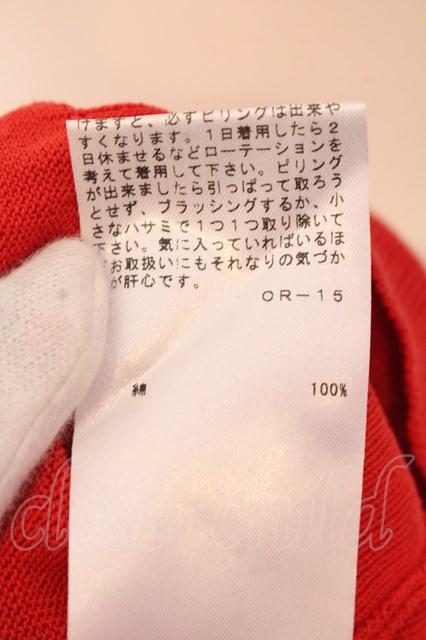 けますと、必ずピリングは出来や
すくなります。1日着用したら2
日休ませるなどローテーションを
考えて着用して下さい。ピリング
が出来ましたら引っぱって取ろう
とせず、ブラッシングするか、小
さなハサミで1つ1つ取り除いて
下さい。気に入っていればいるほ
お取扱いにもそれなりの気づか
が肝心です。
OR-15
綿 100%
closet child